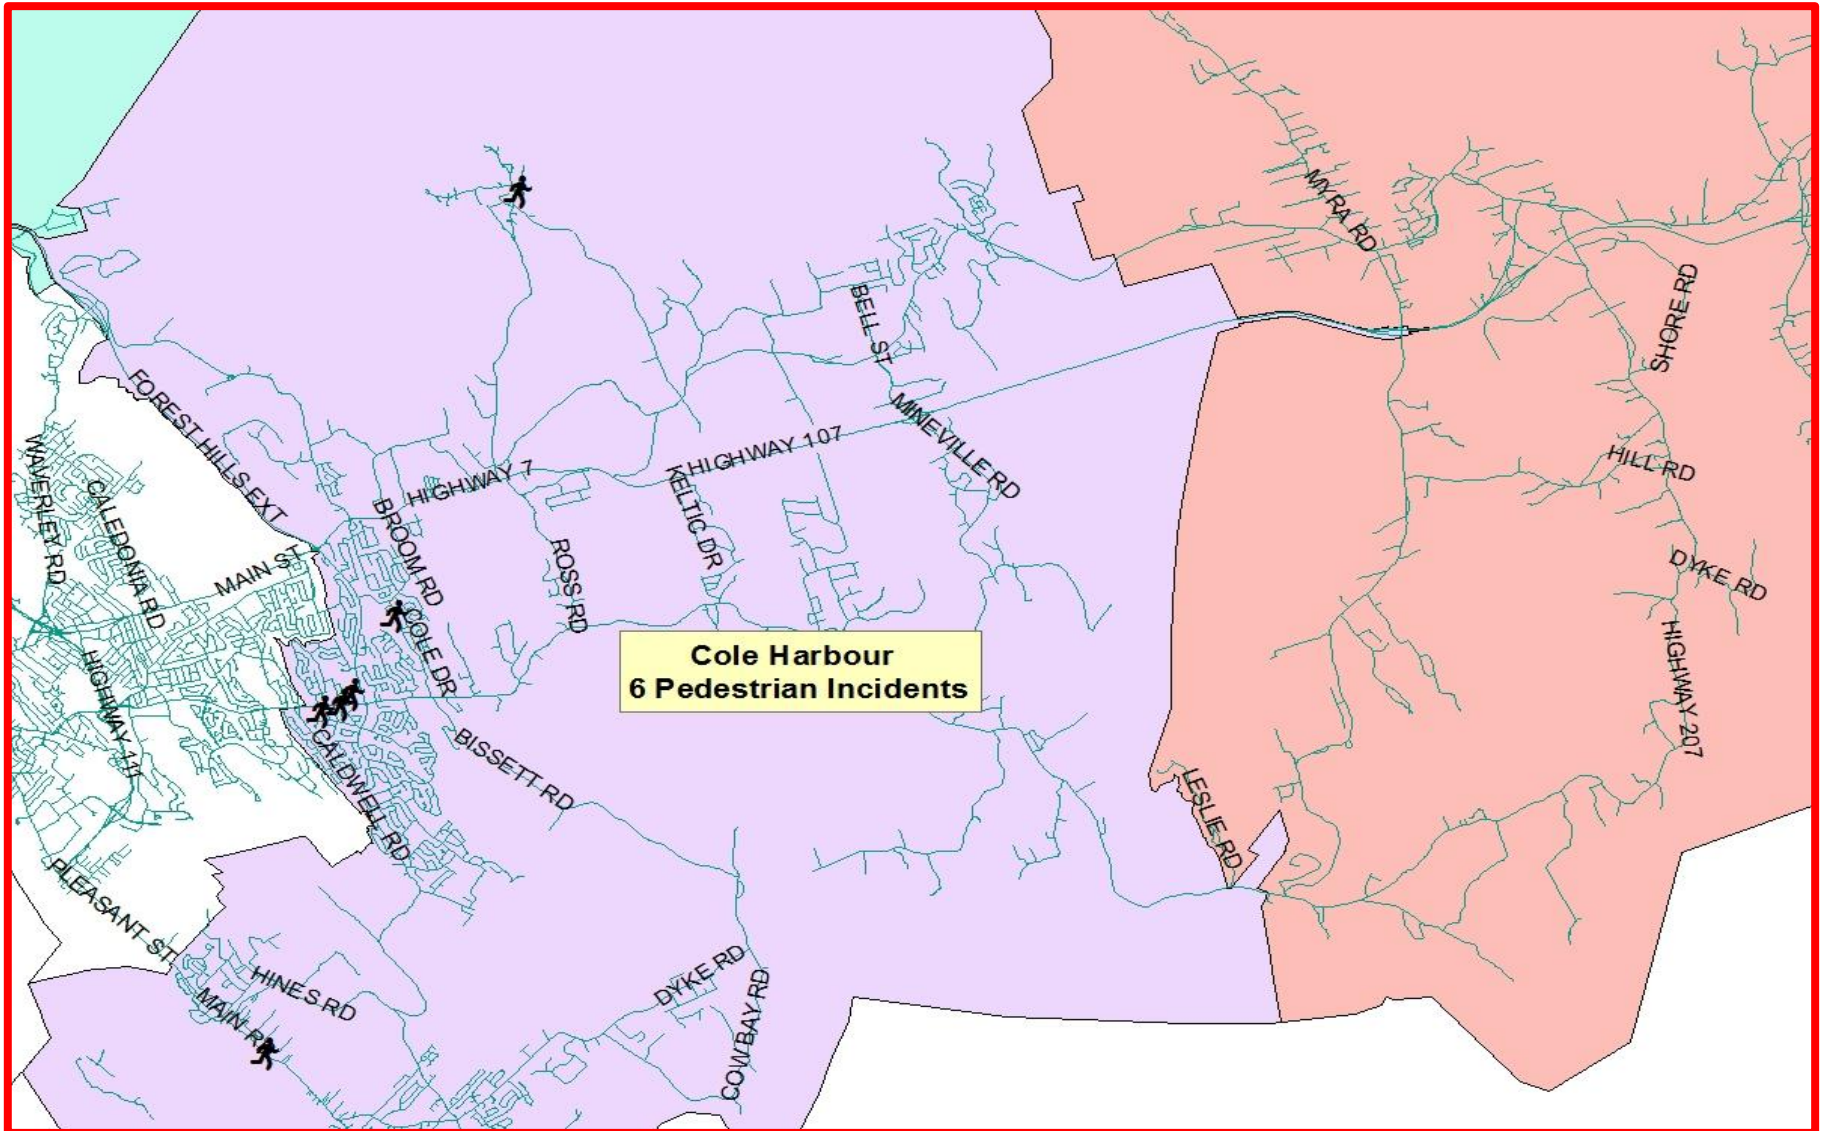 MYRA RD
SHORE RD
BELL ST
FOREST HILLS EXT
MINEVILLE RD
HIGHWAY 107
HIGHWAY 7
HILL RD
WAVERLEY RD
CALEDONIA RD
BROOM RD
KELTIC DR
ROSS RD
MAIN ST
DYKE RD
COLE DR
HIGHWAY 207
HIGHWAY 111
Cole Harbour
6 Pedestrian Incidents
CALDWELL RD
BISSETT RD
LESLIE RD
PLEASANT ST
HINES RD
MAIN RD
DYKE RD
COW BAY RD